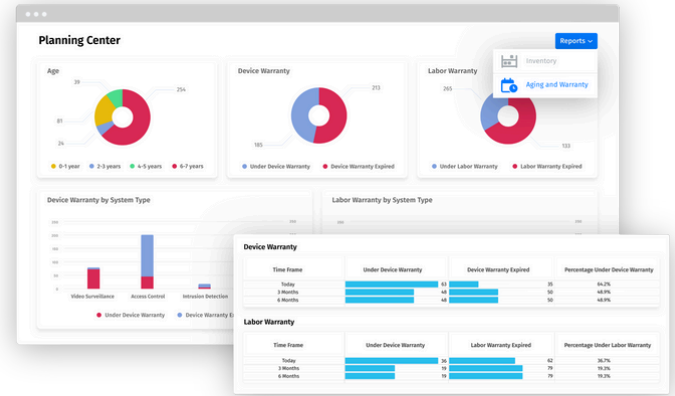 Planning Center
Reports
Inventory
Aging and Warranty
Age
39
254
81
24
0-1 year 2-3 years 4-5 years 6-7 years
Device Warranty
213
185
Under Device Warranty Device Warranty Expired
Labor Warranty
265
133
Under Labor Warranty Labor Warranty Expired
Device Warranty by System Type
Video Surveillance Access Control Intrusion Detection
Under Device Warranty Device Warranty
Labor Warranty by System Type
Device Warranty
Time Frame Under Device Warranty Device Warranty Expired Percentage Under Device Warranty
Today 63 35 64.2%
3 Months 48 50 48.9%
6 Months 48 50 48.9%
Labor Warranty
Time Frame Under Device Warranty Labor Warranty Expired Percentage Under Labor Warranty
Today 36 62 36.7%
3 Months 19 79 19.3%
6 Months 19 79 19.3%